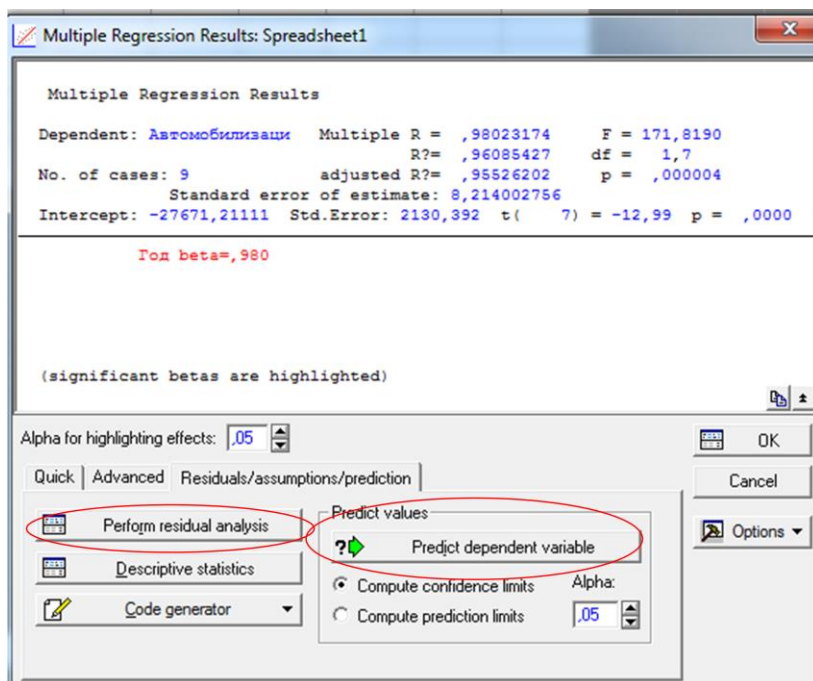 Multiple Regression Results: Spreadsheet1
Multiple Regression Results
Dependent: Автомобилизаци Multiple R = ,98023174 F = 171,8190
R?= ,96085427 df = 1,7
No. of cases: 9 adjusted R?= ,95526202 p = ,000004
Standard error of estimate: 8,214002756
Intercept: -27671,21111 Std.Error: 2130,392 t( 7) = -12,99 p = ,0000
Год beta=,980
(significant betas are highlighted)
Alpha for highlighting effects: ,05
OK
Quick Advanced Residuals/assumptions/prediction
Cancel
Perform residual analysis
Predict values
Predict dependent variable
Options
Descriptive statistics
Compute confidence limits Alpha:
Code generator
Compute prediction limits ,05